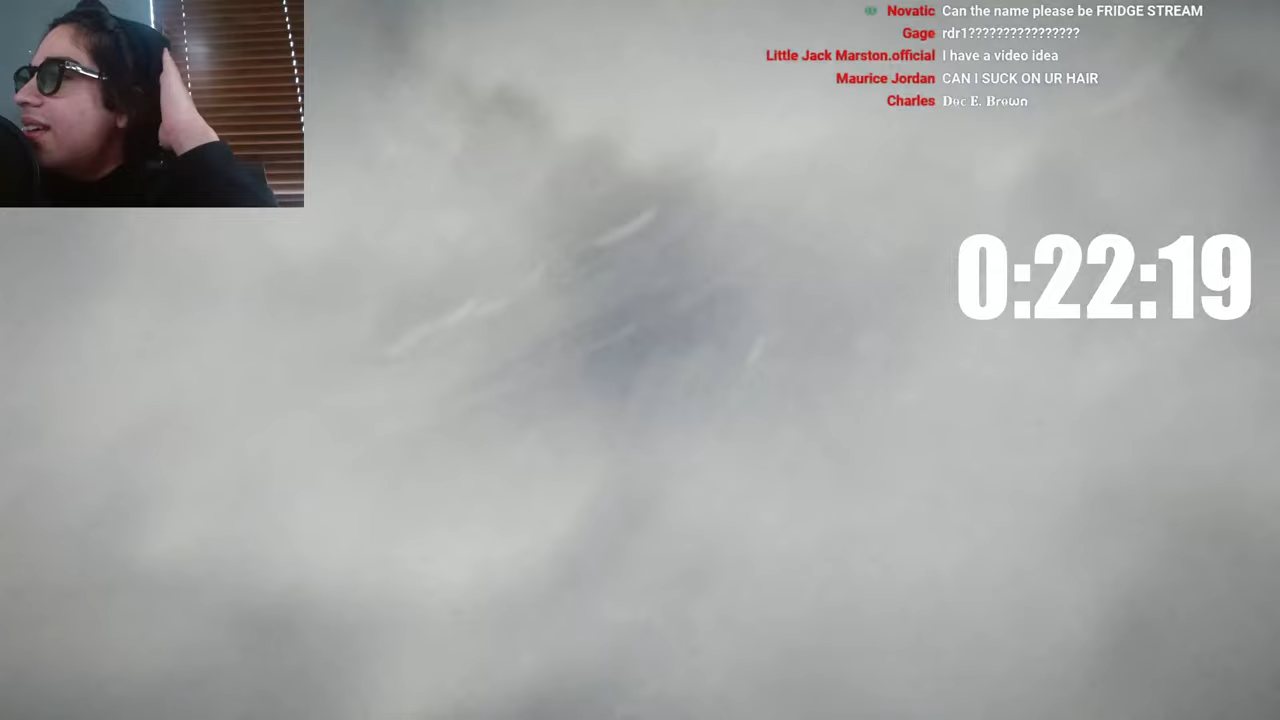 Novatic Can the name please be FRIDGE STREAM
Gage rdr1????????????????
Little Jack Marston.official I have a video idea
Maurice Jordan CAN I SUCK ON UR HAIR
Charles 𝐃𝐨𝐜 𝐄. 𝐁𝐫𝐨𝐰𝐧
0:22:19